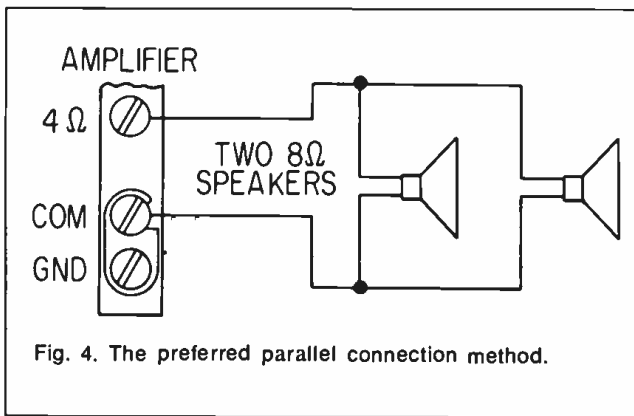 AMPLIFIER
4Ω
TWO 8Ω
SPEAKERS
COM
GND
Fig. 4. The preferred parallel connection method.